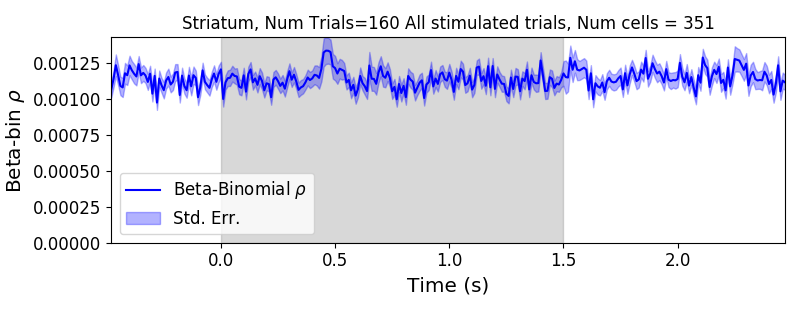 Striatum, Num Trials=160 All stimulated trials, Num cells = 351
Beta-bin ρ
0.00125
0.00100
0.00075
0.00050
0.00025
0.00000
Beta-Binomial ρ
Std. Err.
0.0 0.5 1.0 1.5 2.0
Time (s)